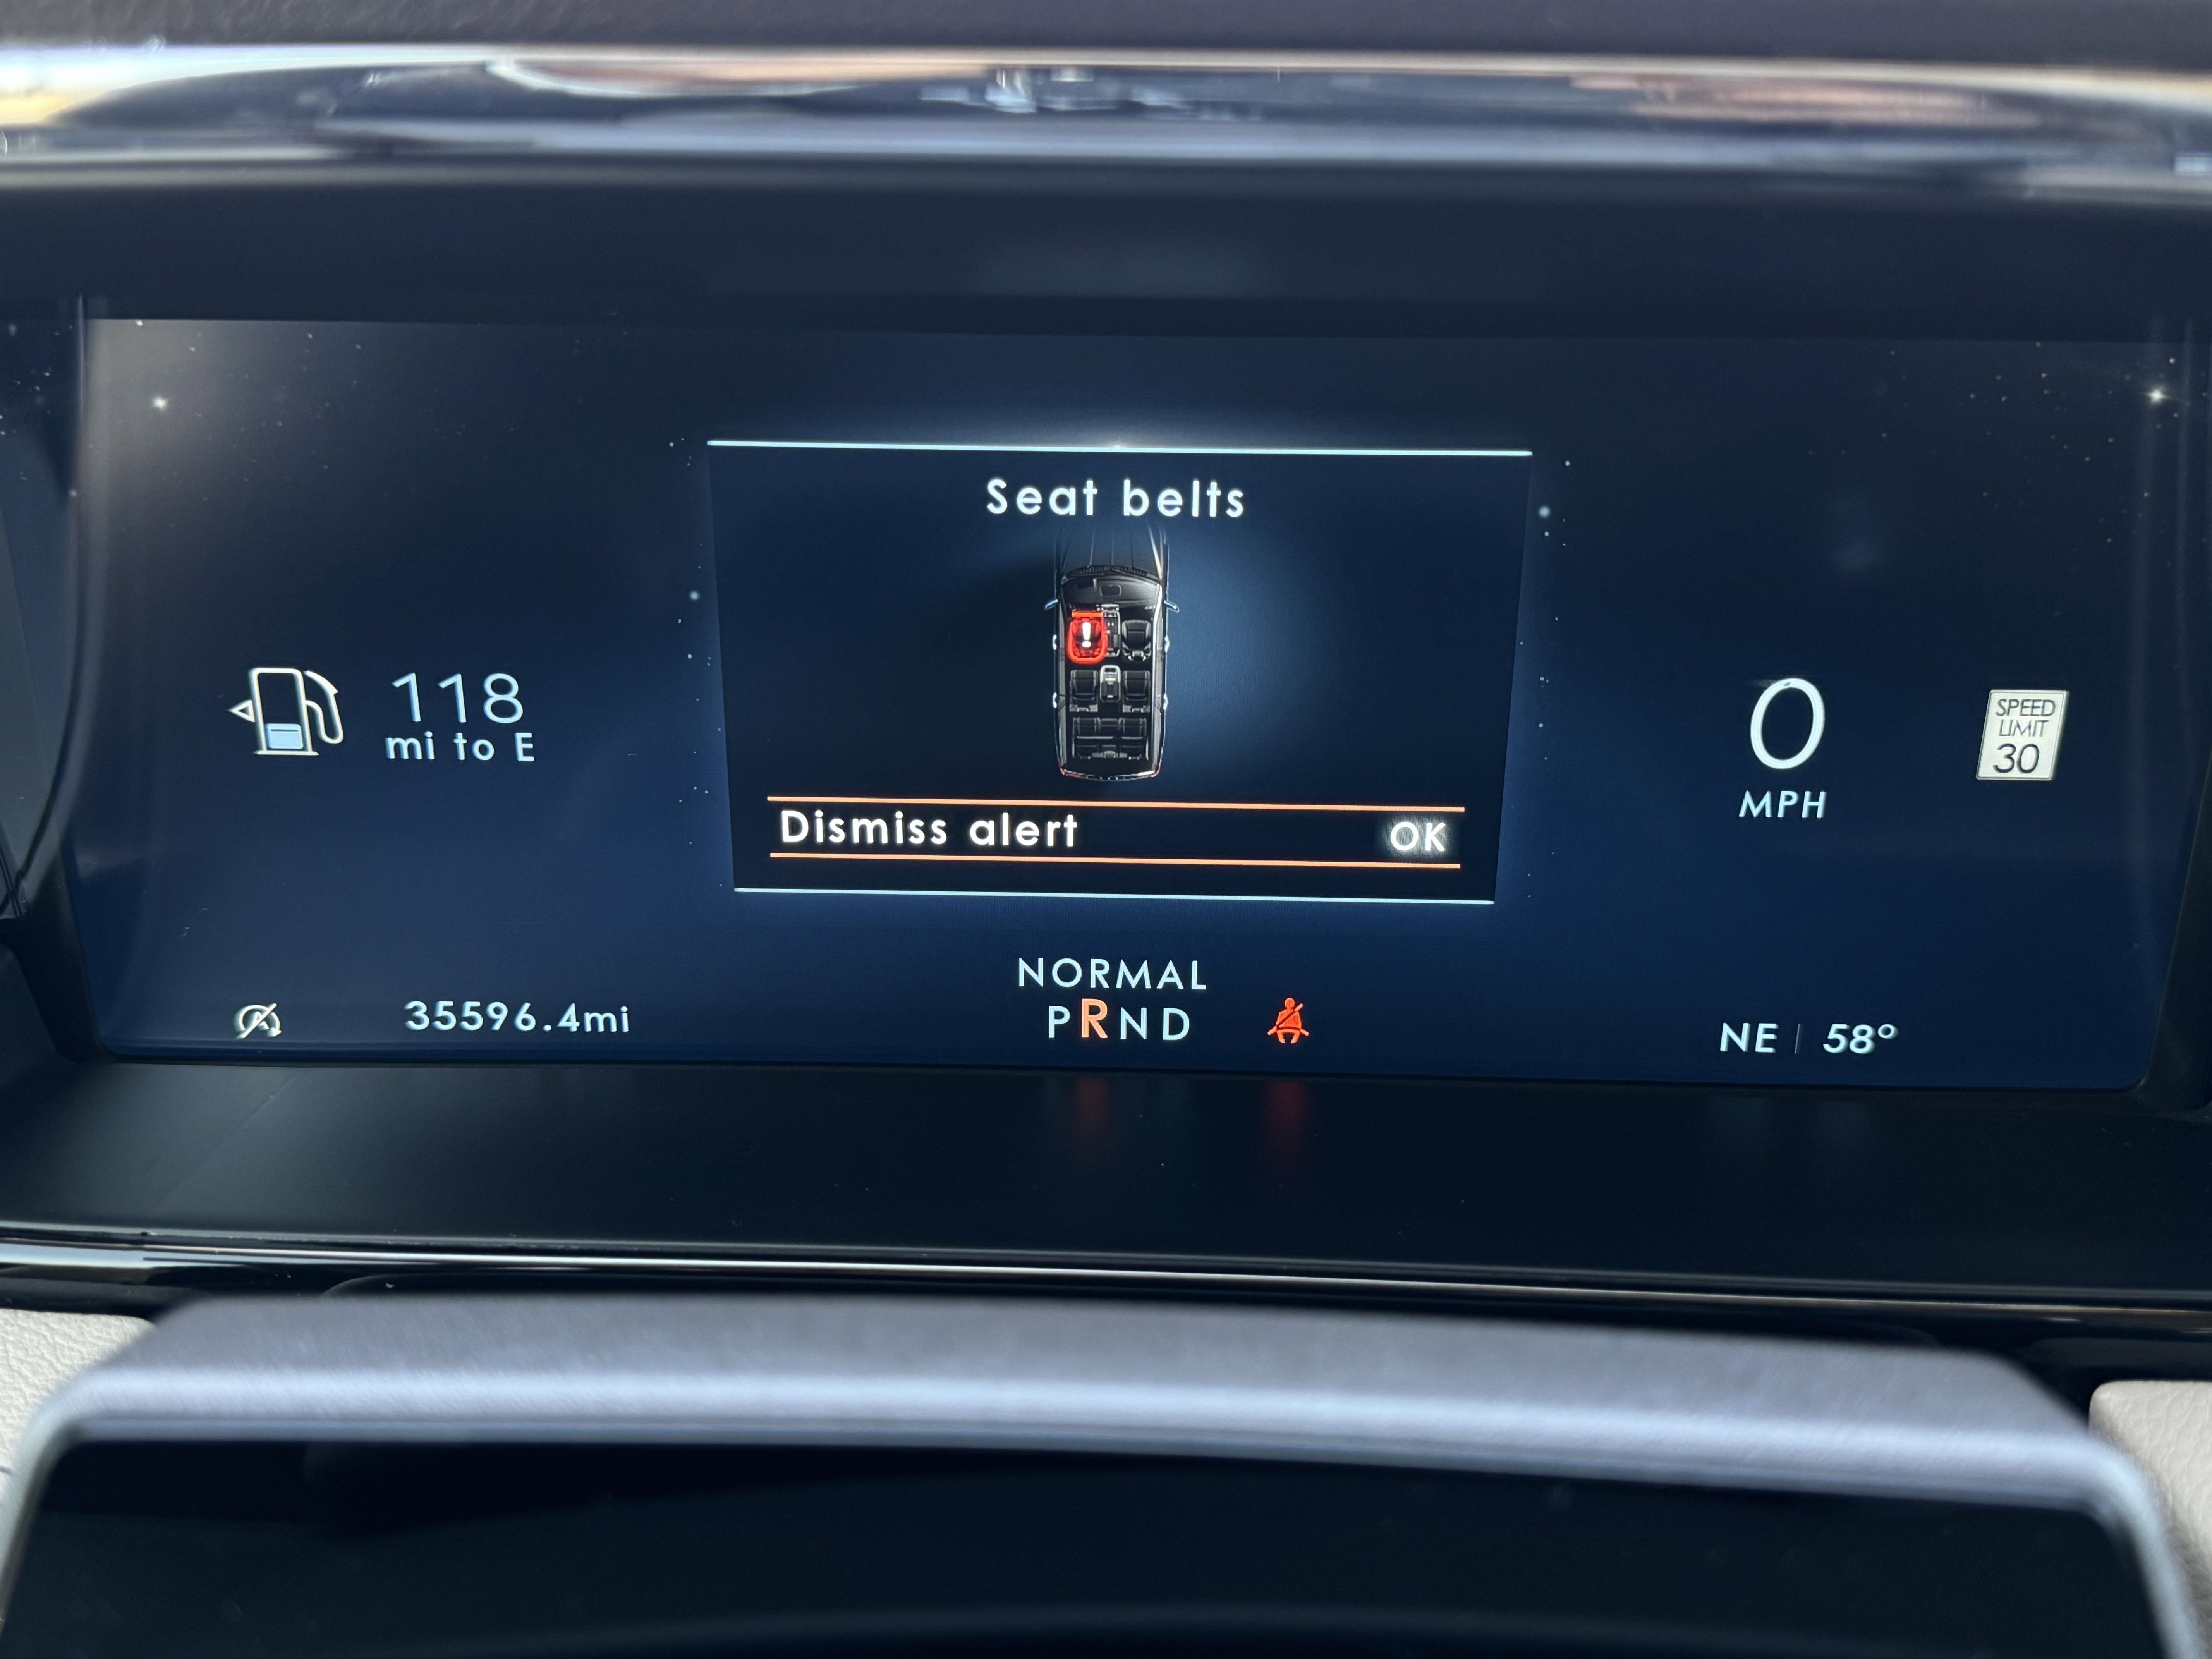 Seat belts
118
mi to E
0
MPH
SPEED
LIMIT
30
Dismiss alert OK
NORMAL
PRND
35596.4mi
NE | 58°